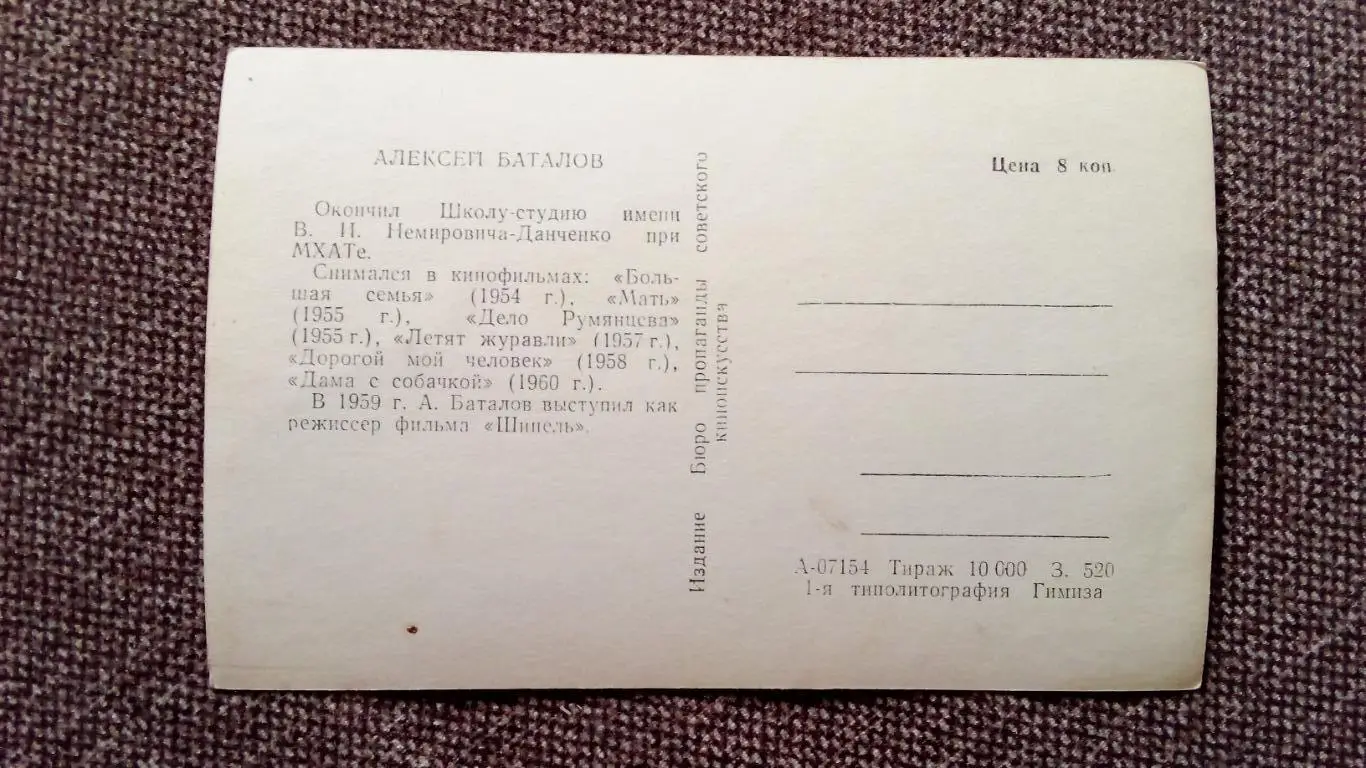 АЛЕКСЕЙ БАТАЛОВ
Окончил Школу-студию имени
В. И. Немировича-Данченко при
МХАТе.
Снимался в кинофильмах: «Боль-
шая семья» (1954 г.), «Мать»
(1955 г.), «Дело Румянцева»
(1955 г.), «Летят журавли» (1957 г.),
«Дорогой мой человек» (1958 г.),
«Дама с собачкой» (1960 г.).
В 1959 г. А. Баталов выступил как
режиссер фильма «Шинель».
Издание Бюро пропаганды советского
киноискусства
Цена 8 коп.
А-07154 Тираж 10 000 З. 520
1-я типолитография Гимиза